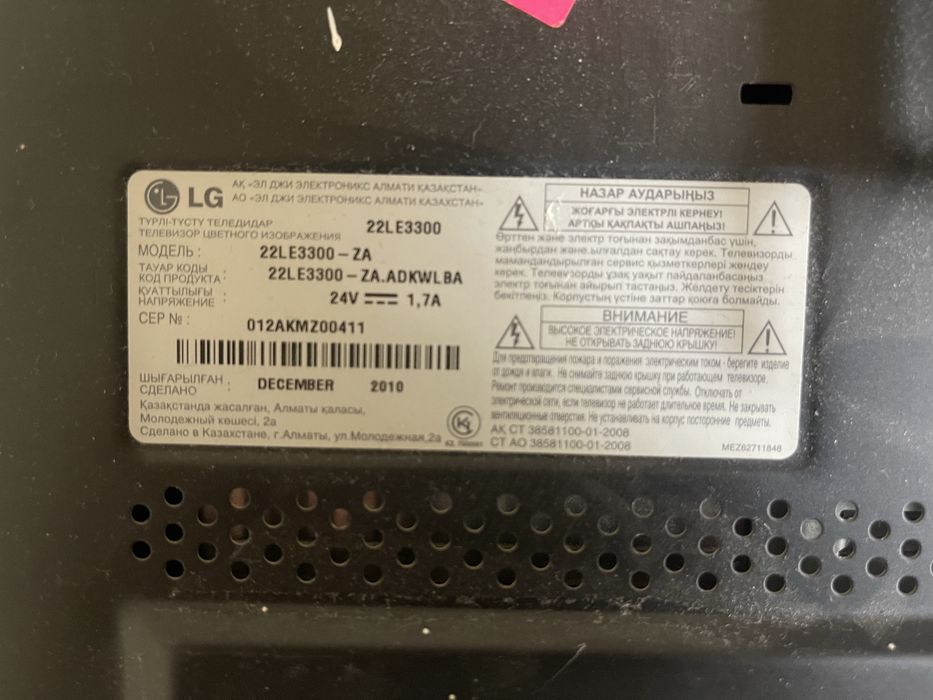 LG
АҚ «ЭЛ ДЖИ ЭЛЕКТРОНИКС АЛМАТИ ҚАЗАҚСТАН»
АО «ЭЛ ДЖИ ЭЛЕКТРОНИКС АЛМАТИ КАЗАХСТАН»
ТҮРЛІ-ТҮСТУ ТЕЛЕДИДАР
ТЕЛЕВИЗОР ЦВЕТНОГО ИЗОБРАЖЕНИЯ
22LE3300
МОДЕЛЬ : 22LE3300-ZA
ТАУАР КОДЫ
КОД ПРОДУКТА : 22LE3300-ZA.ADKWLBA
ҚУАТТЫЛЫҒЫ
НАПРЯЖЕНИЕ : 24V 1,7A
СЕР № : 012AKMZ00411
ШЫҒАРЫЛҒАН
СДЕЛАНО : DECEMBER 2010
Қазақстанда жасалған, Алматы қаласы,
Молодежный көшесі, 2а
Сделано в Казахстане, г.Алматы, ул.Молодежная,2а
НАЗАР АУДАРЫҢЫЗ
ЖОҒАРҒЫ ЭЛЕКТРЛІ КЕРНЕУ!
АРТҚЫ ҚАҚПАҚТЫ АШПАҢЫЗ!
Өрттен және электр тоғынан зақымданбас үшін,
жаңбырдан және ылғалдан сақтау керек. Телевизорды
мамандандырылған сервис қызметкерлері жөндеу
керек. Телевизорды ұзақ уақыт пайдаланбасаңыз
электр тоғынан айырып тастаңыз. Желдету тесіктерін
бекітпеңіз. Корпустың үстіне заттар қоюға болмайды.
ВНИМАНИЕ
ВЫСОКОЕ ЭЛЕКТРИЧЕСКОЕ НАПРЯЖЕНИЕ!
НЕ ОТКРЫВАТЬ ЗАДНЮЮ КРЫШКУ!
Для предотвращения пожара и поражения электрическим током - берегите изделие
от дождя и влаги. Не снимайте заднюю крышку при работающем телевизоре.
Ремонт производится специалистами сервисной службы. Отключать от
электрической сети, если телевизор не работает длительное время. Не закрывать
вентиляционные отверстия. Не устанавливать на корпус посторонние предметы.
АҚ СТ 38581100-01-2008
СТ АО 38581100-01-2008
MEZ62711848